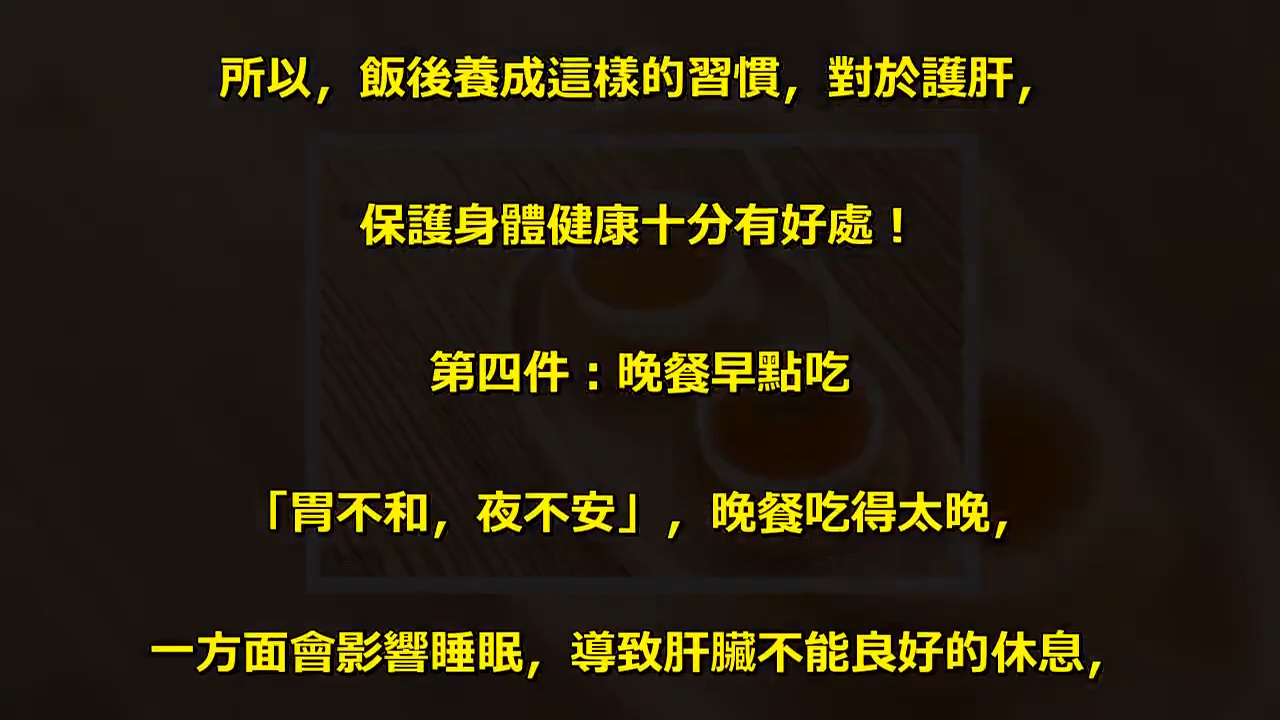 所以，飯後養成這樣的習慣，對於護肝，
保護身體健康十分有好處！
第四件：晚餐早點吃
「胃不和，夜不安」，晚餐吃得太晚，
一方面會影響睡眠，導致肝臟不能良好的休息，